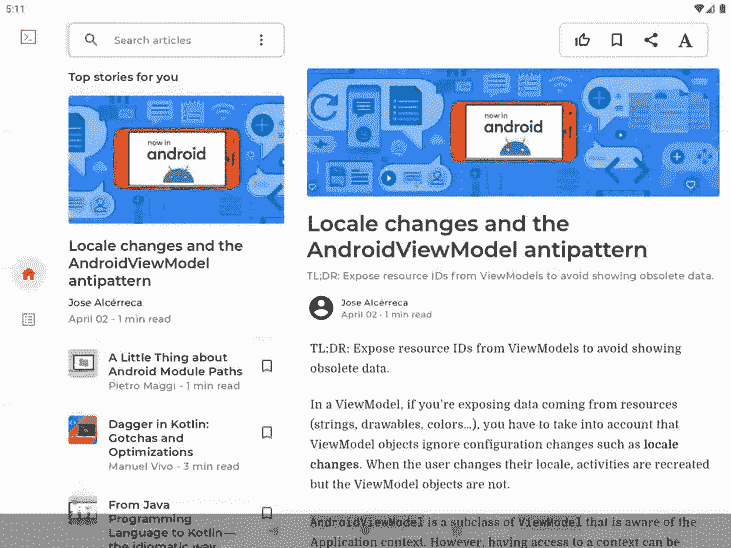 5:11
Search articles
Top stories for you
now in
android
Locale changes and the
AndroidViewModel
antipattern
Jose Alcérreca
April 02 - 1 min read
A Little Thing about
Android Module Paths
Pietro Maggi - 1 min read
Dagger in Kotlin:
Gotchas and
Optimizations
Manuel Vivo - 3 min read
From Java
Programming
Language to Kotlin—
the idiomatic way
A
now in
android
Locale changes and the
AndroidViewModel antipattern
TL;DR: Expose resource IDs from ViewModels to avoid showing obsolete data.
Jose Alcérreca
April 02 - 1 min read
TL;DR: Expose resource IDs from ViewModels to avoid showing
obsolete data.
In a ViewModel, if you're exposing data coming from resources
(strings, drawables, colors…), you have to take into account that
ViewModel objects ignore configuration changes such as locale
changes. When the user changes their locale, activities are recreated
but the ViewModel objects are not.
AndroidViewModel is a subclass of ViewModel that is aware of the
Application context. However, having access to a context can be